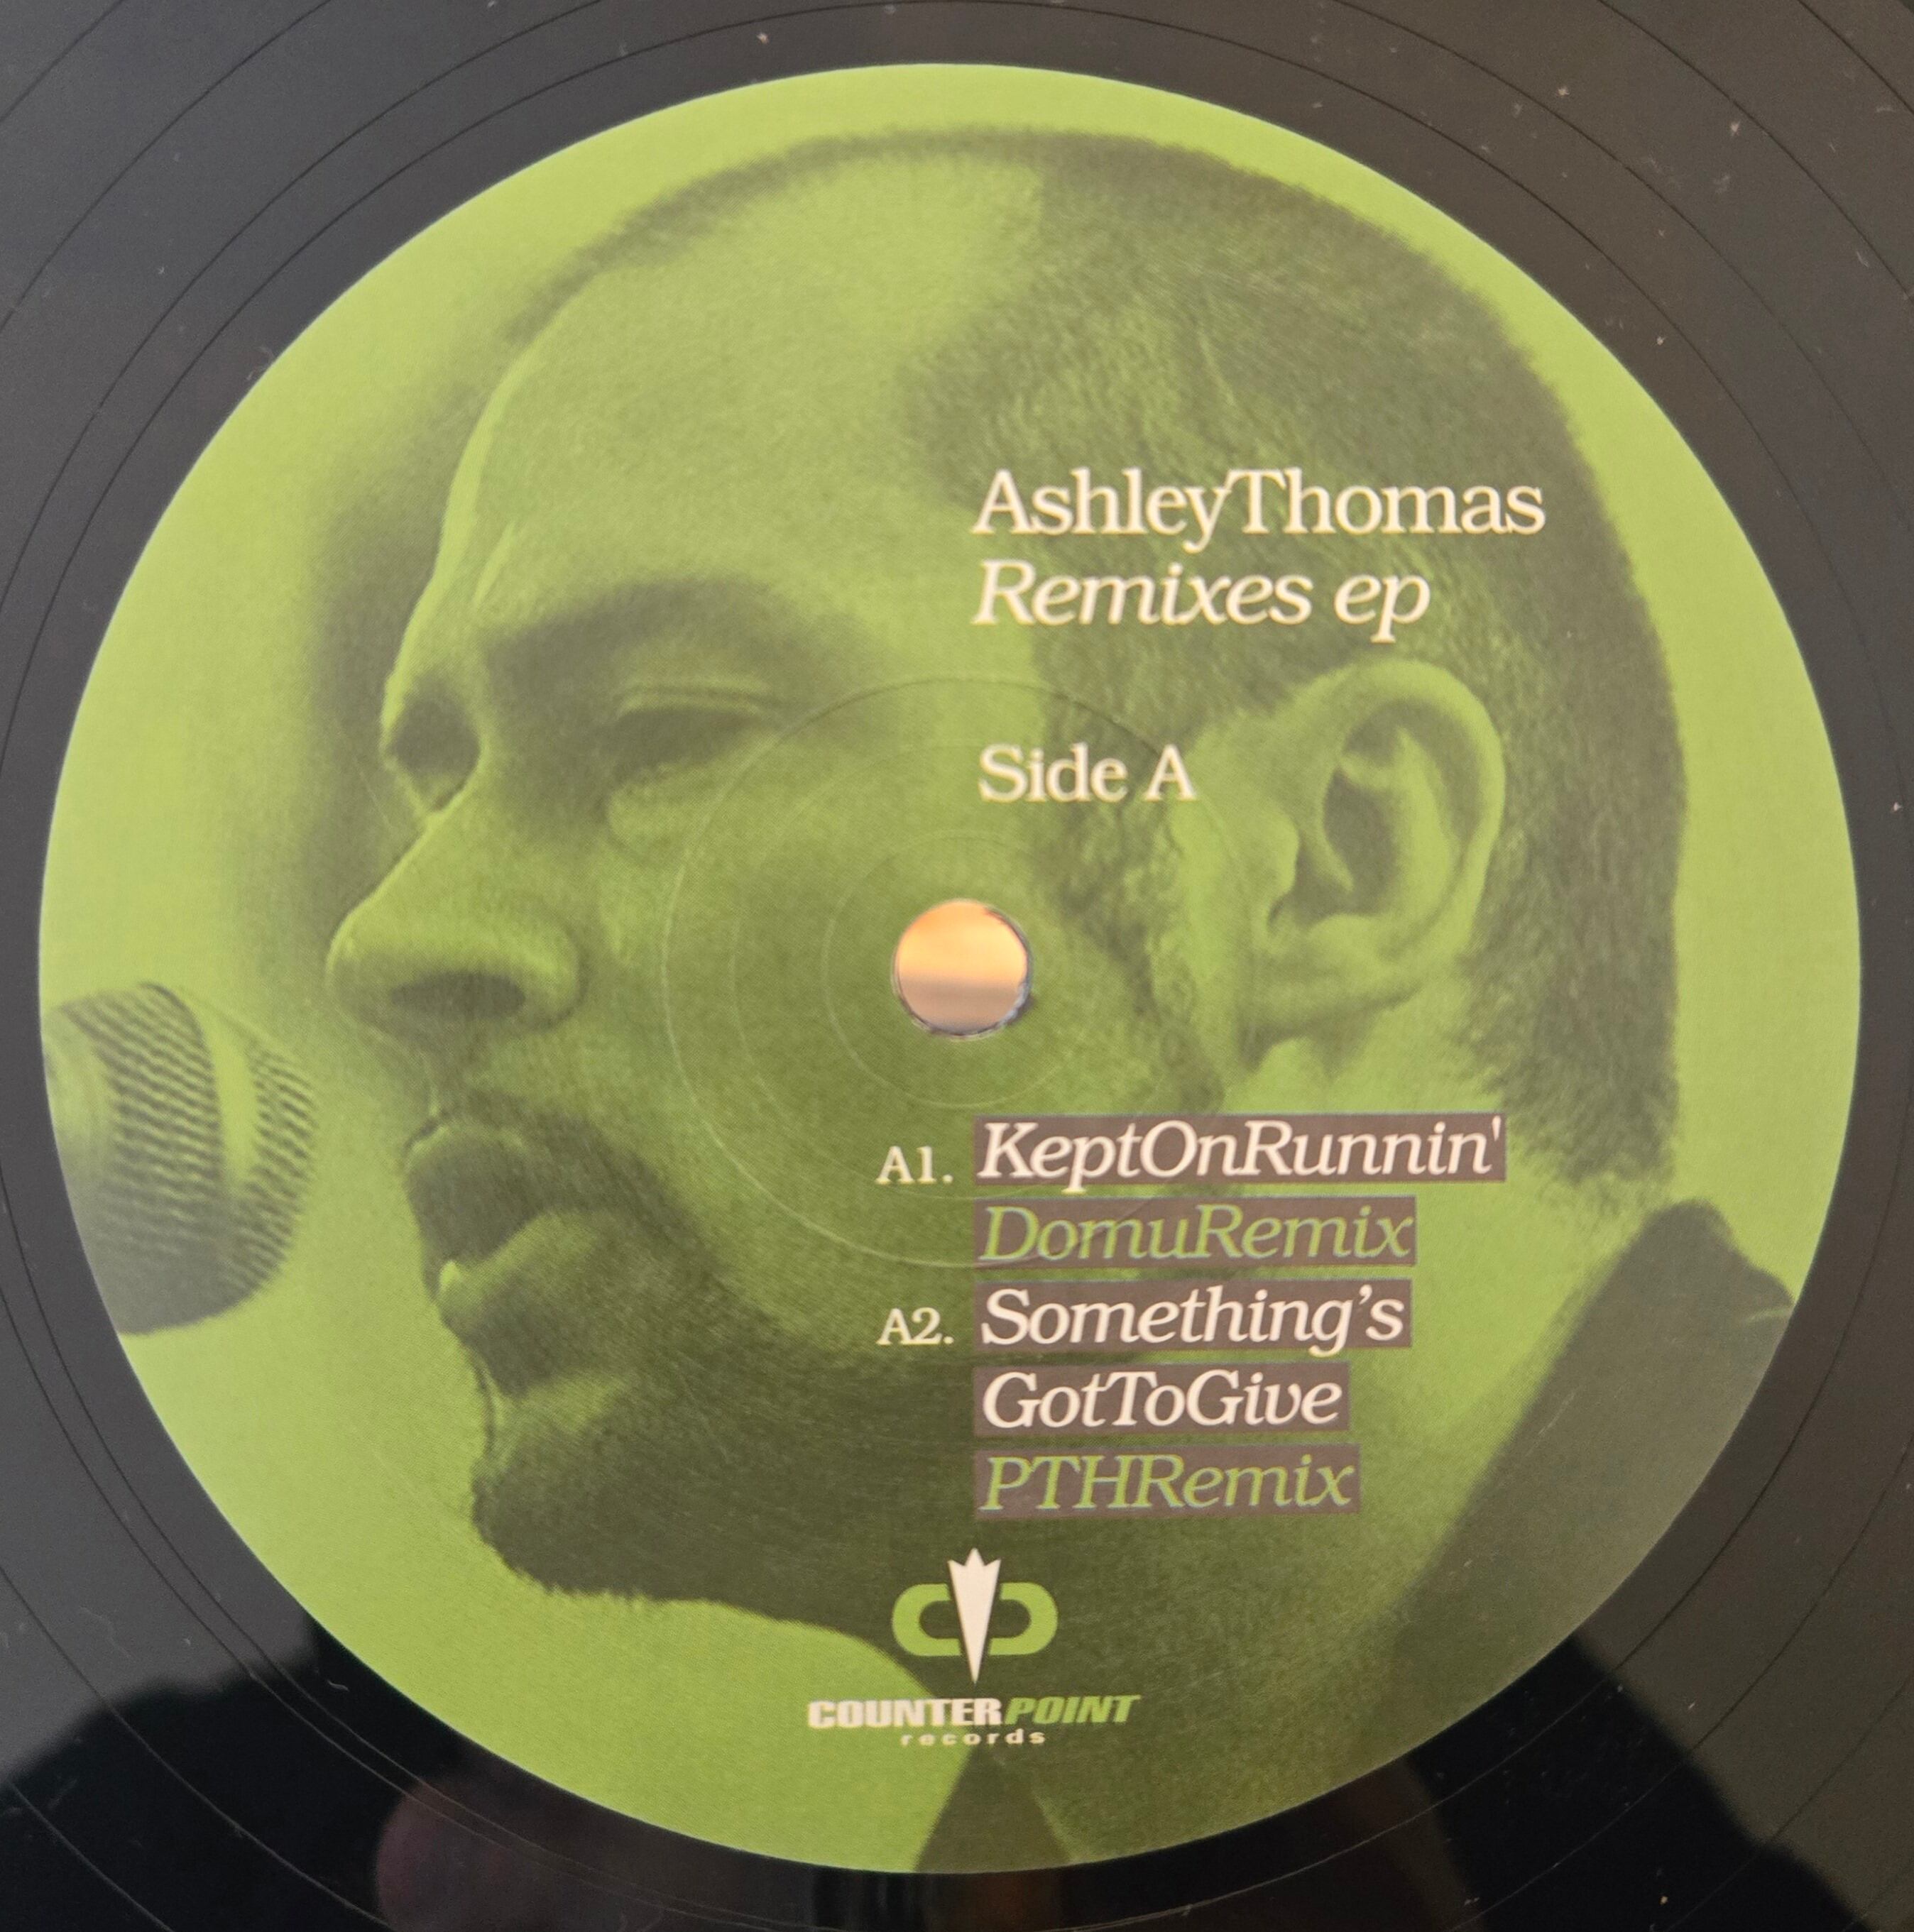 AshleyThomas
Remixes ep
Side A
A1. KeptOnRunnin'
DomuRemix
A2. Something’s
GotToGive
PTHRemix
COUNTERPOINT
records